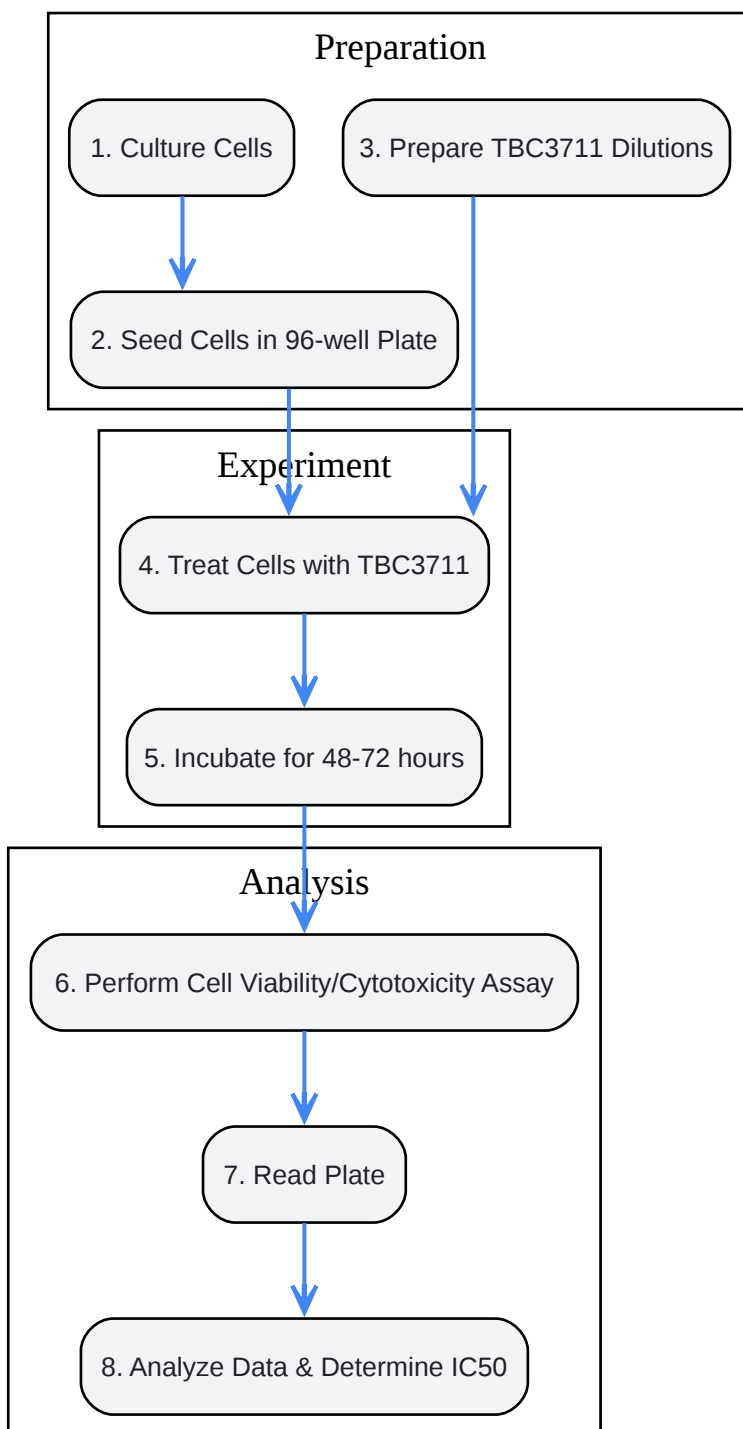 Preparation
1. Culture Cells
3. Prepare TBC3711 Dilutions
2. Seed Cells in 96-well Plate
Experiment
4. Treat Cells with TBC3711
5. Incubate for 48-72 hours
Analysis
6. Perform Cell Viability/Cytotoxicity Assay
7. Read Plate
8. Analyze Data & Determine IC50